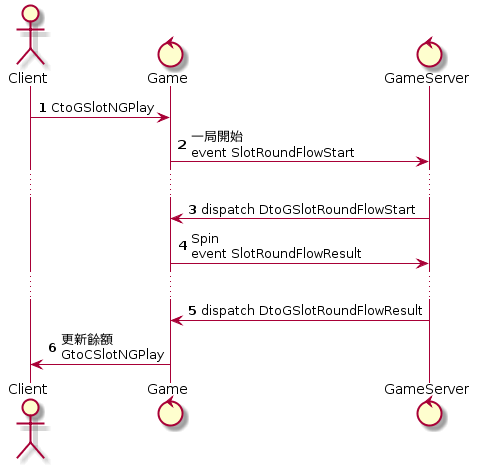 Client
Game
GameServer
1 CtoGSlotNGPlay
2 一局開始
event SlotRoundFlowStart
3 dispatch DtoGSlotRoundFlowStart
4 Spin
event SlotRoundFlowResult
5 dispatch DtoGSlotRoundFlowResult
6 更新餘額
GtoCSlotNGPlay
Client
Game
GameServer